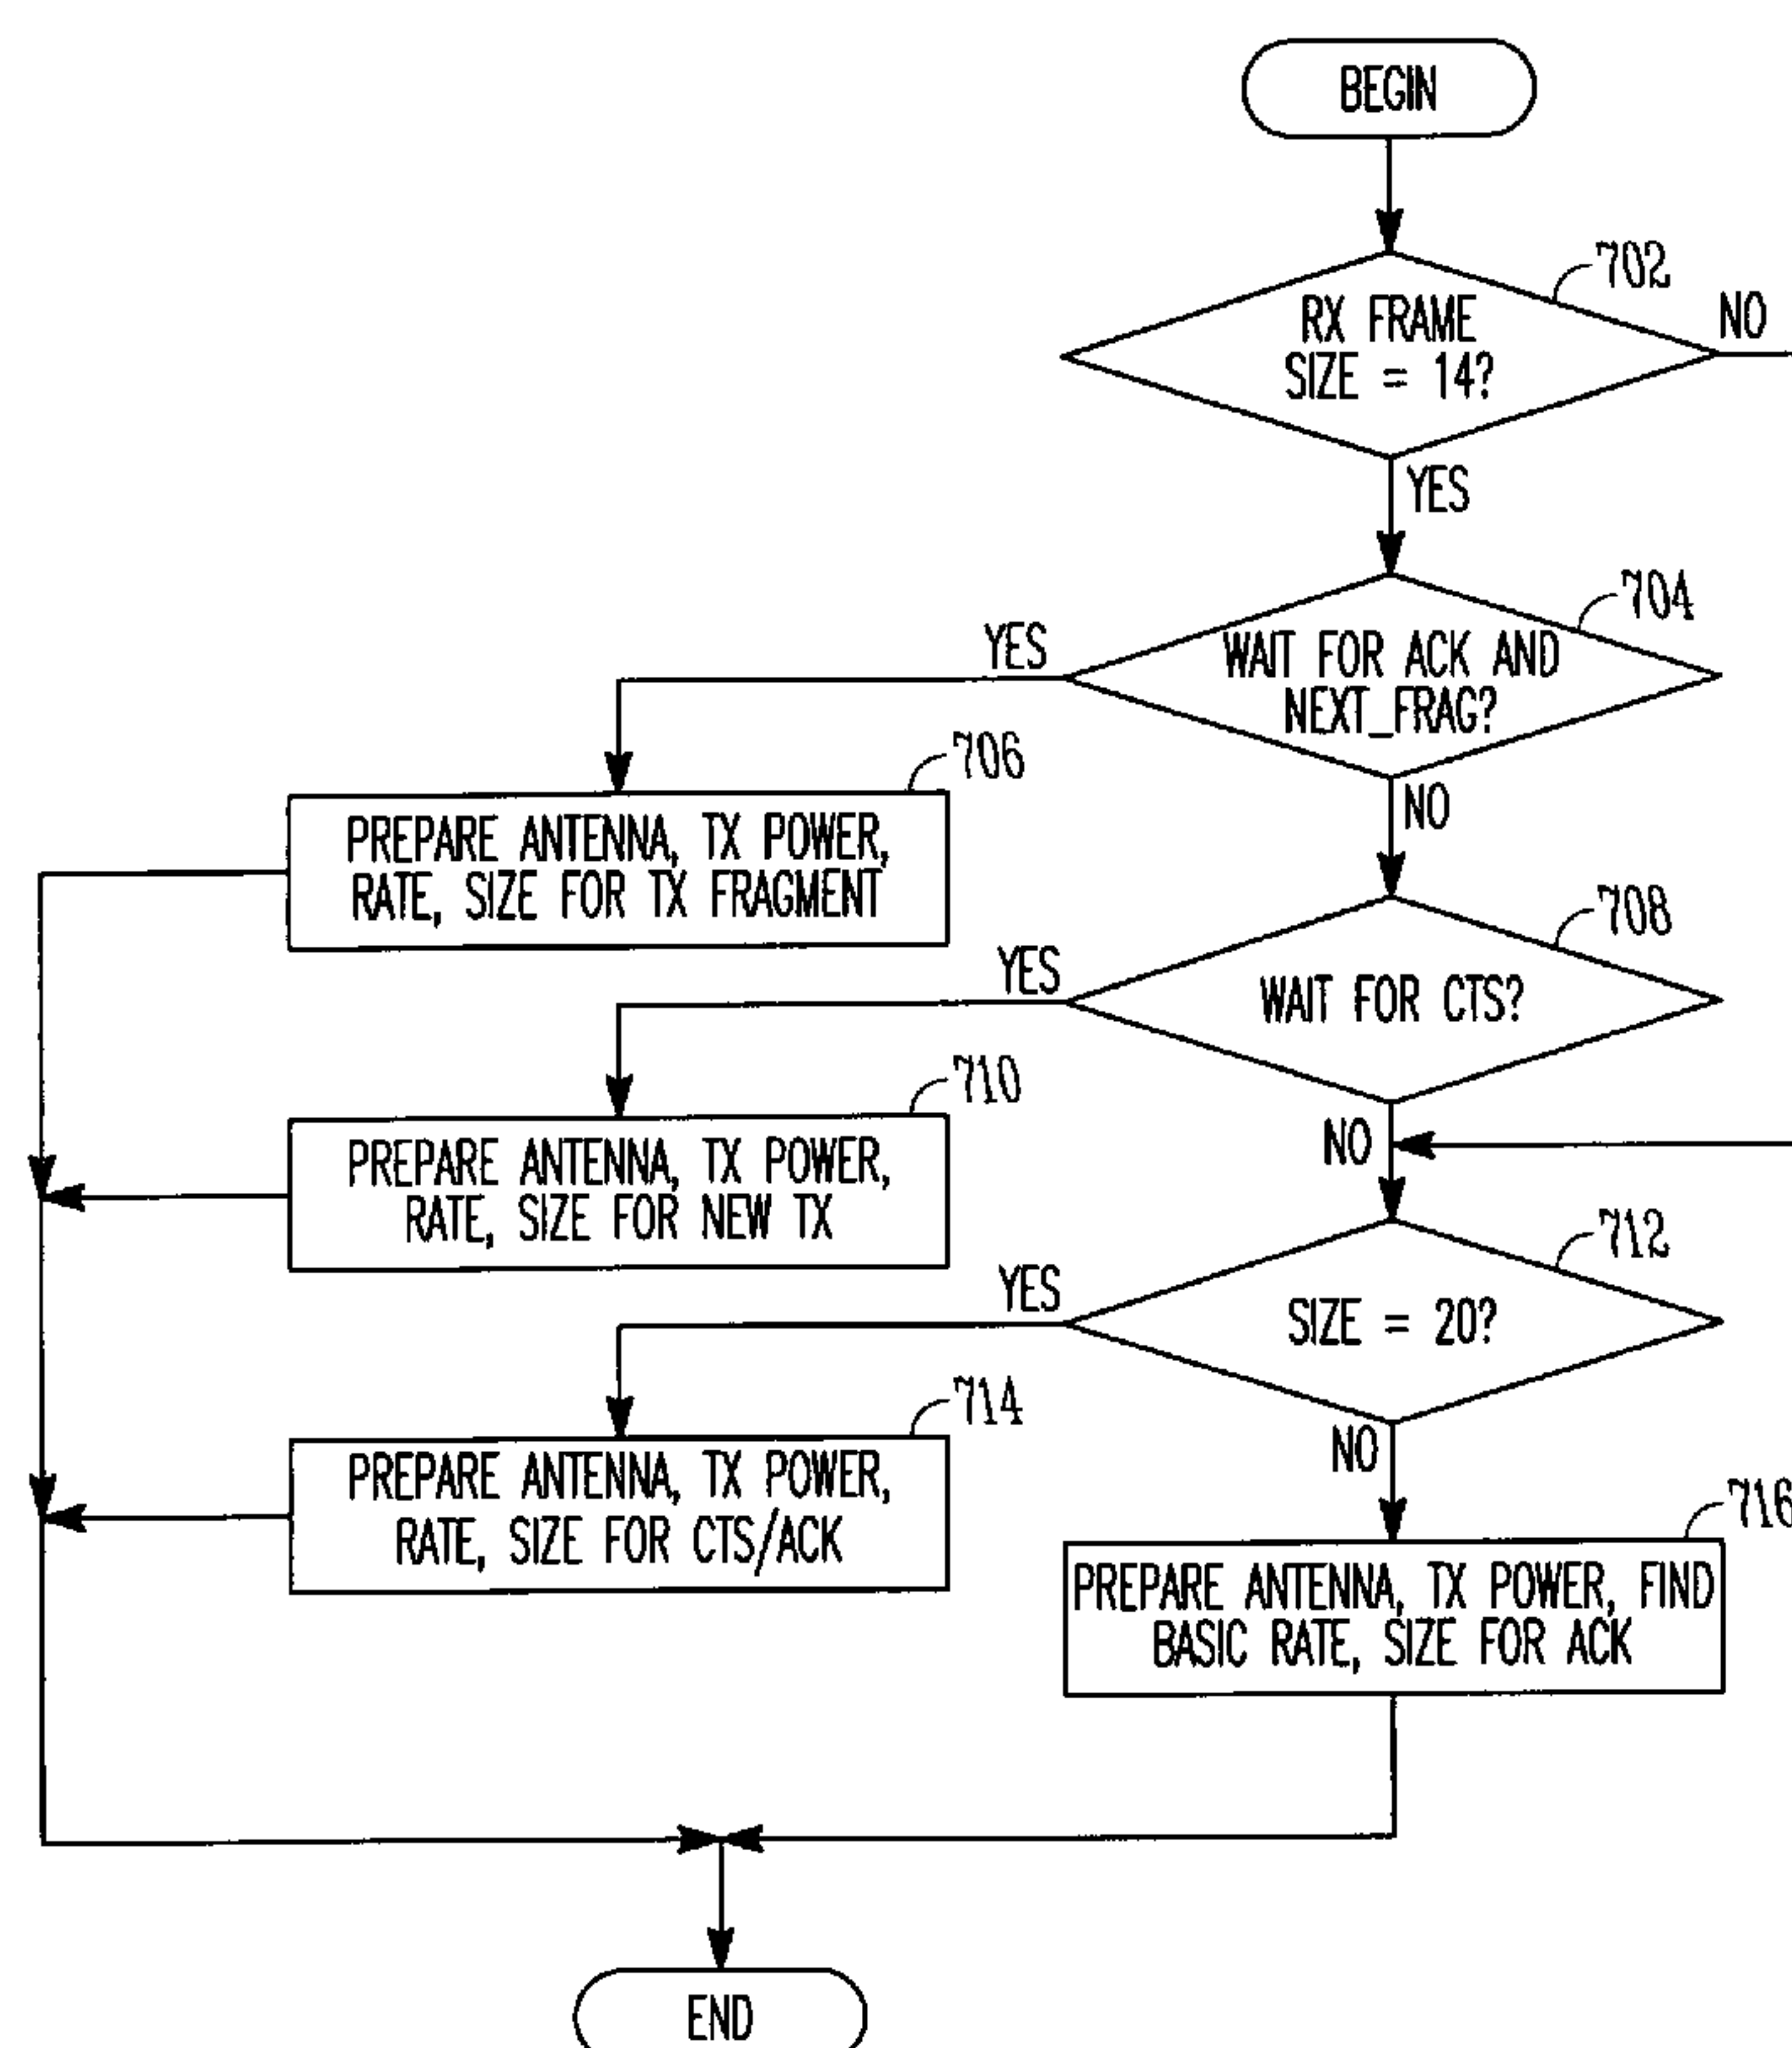 BEGIN
702
RX FRAME
SIZE = 14?
NO
YES
704
WAIT FOR ACK AND
NEXT_FRAG?
YES
NO
706
PREPARE ANTENNA, TX POWER,
RATE, SIZE FOR TX FRAGMENT
708
WAIT FOR CTS?
YES
NO
710
PREPARE ANTENNA, TX POWER,
RATE, SIZE FOR NEW TX
712
SIZE = 20?
YES
NO
714
PREPARE ANTENNA, TX POWER,
RATE, SIZE FOR CTS/ACK
716
PREPARE ANTENNA, TX POWER, FIND
BASIC RATE, SIZE FOR ACK
END